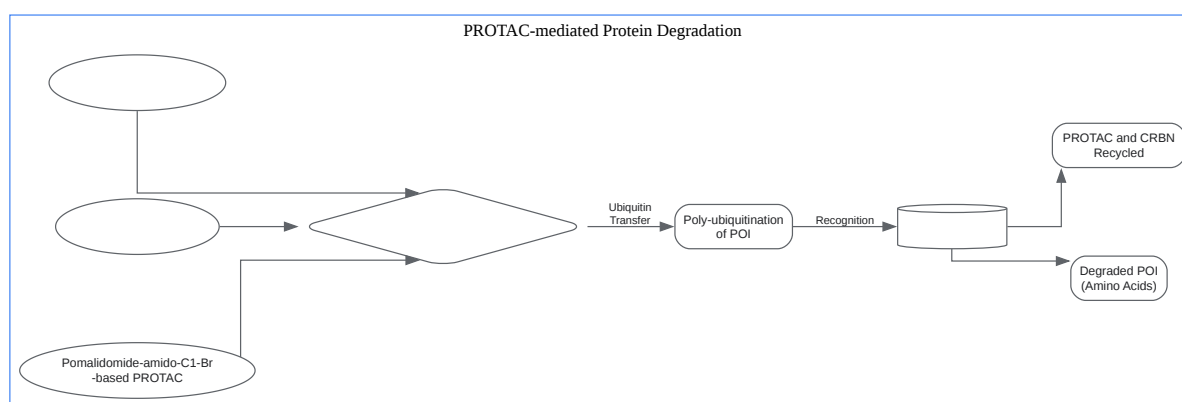 PROTAC-mediated Protein Degradation
Pomalidomide-amido-C1-Br
-based PROTAC
Ubiquitin
Transfer
Poly-ubiquitination
of POI
Recognition
PROTAC and CRBN
Recycled
Degraded POI
(Amino Acids)